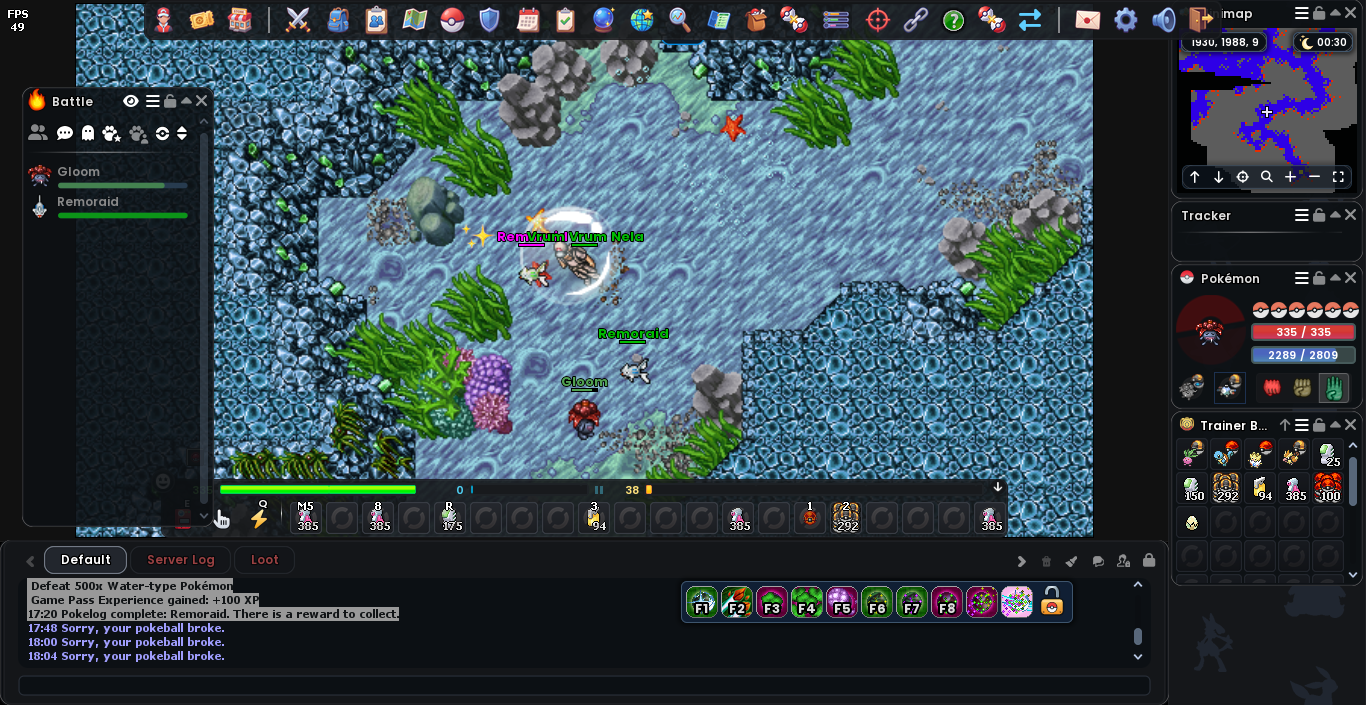 FPS
49
Minimap
1930, 1988, 9
00:30
Battle
Gloom
Remoraid
Tracker
Vrum Nela
Remoraid
Gloom
Pokémon
335 / 335
2289 / 2809
Trainer B...
25
150
292
94
385
100
0
38
E
Q
M5
385
8
385
R
175
3
94
385
1
2
292
385
Default
Server Log
Loot
Defeat 500x Water-type Pokémon
Game Pass Experience gained: +100 XP
17:20 Pokelog complete: Remoraid. There is a reward to collect.
17:48 Sorry, your pokeball broke.
18:00 Sorry, your pokeball broke.
18:04 Sorry, your pokeball broke.
F1
F2
F3
F4
F5
F6
F7
F8